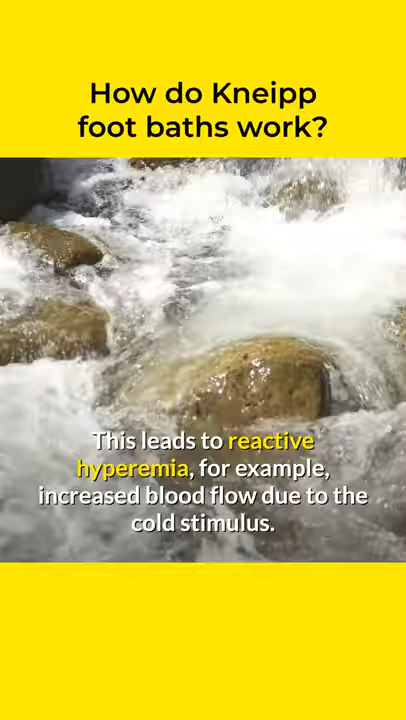 How do Kneipp
foot baths work?
This leads to reactive
hyperemia, for example,
increased blood flow due to the
cold stimulus.